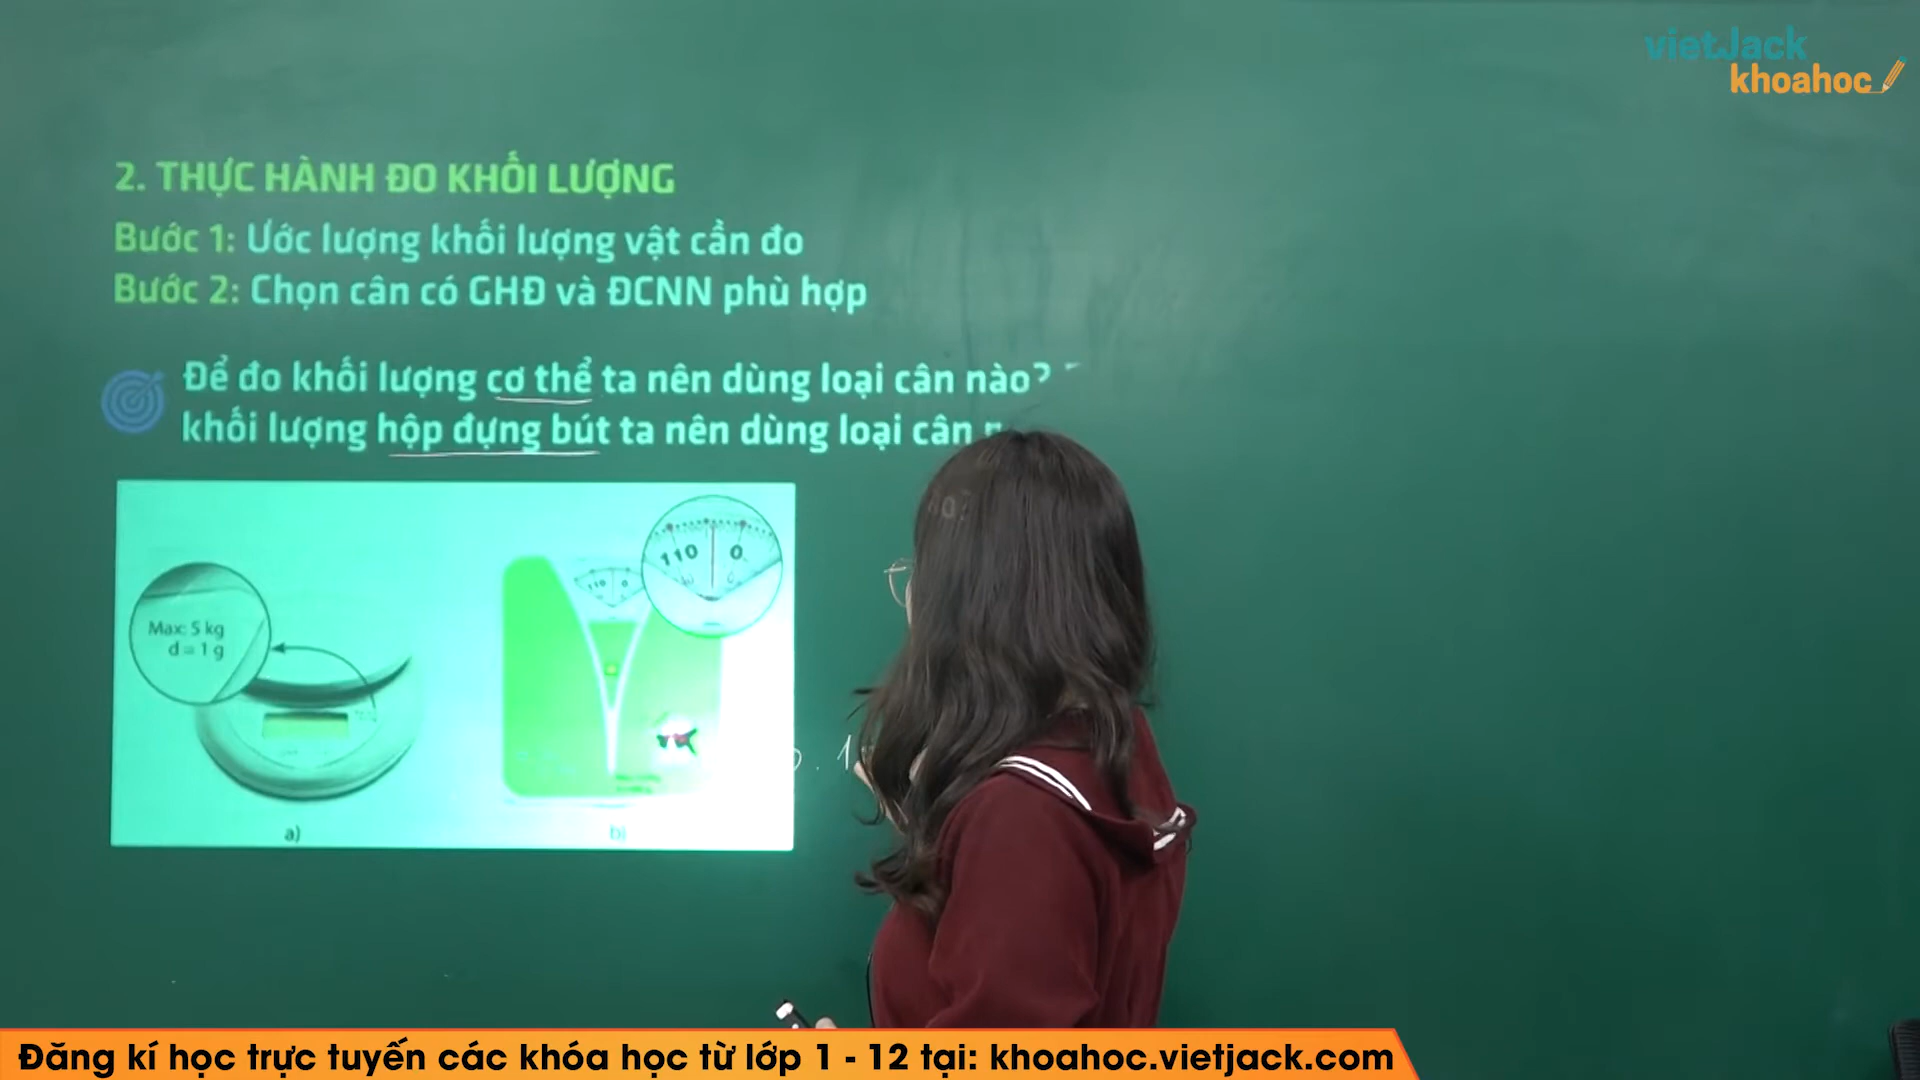 vietJack
khoahoc
2. THỰC HÀNH ĐO KHỐI LƯỢNG
Bước 1: Ước lượng khối lượng vật cần đo
Bước 2: Chọn cân có GHĐ và ĐCNN phù hợp
Để đo khối lượng cơ thể ta nên dùng loại cân nào?
khối lượng hộp đựng bút ta nên dùng loại cân
110 0
110 0
Max: 5 kg
d = 1 g
a) b)
Đăng kí học trực tuyến các khóa học từ lớp 1 - 12 tại: khoahoc.vietjack.com